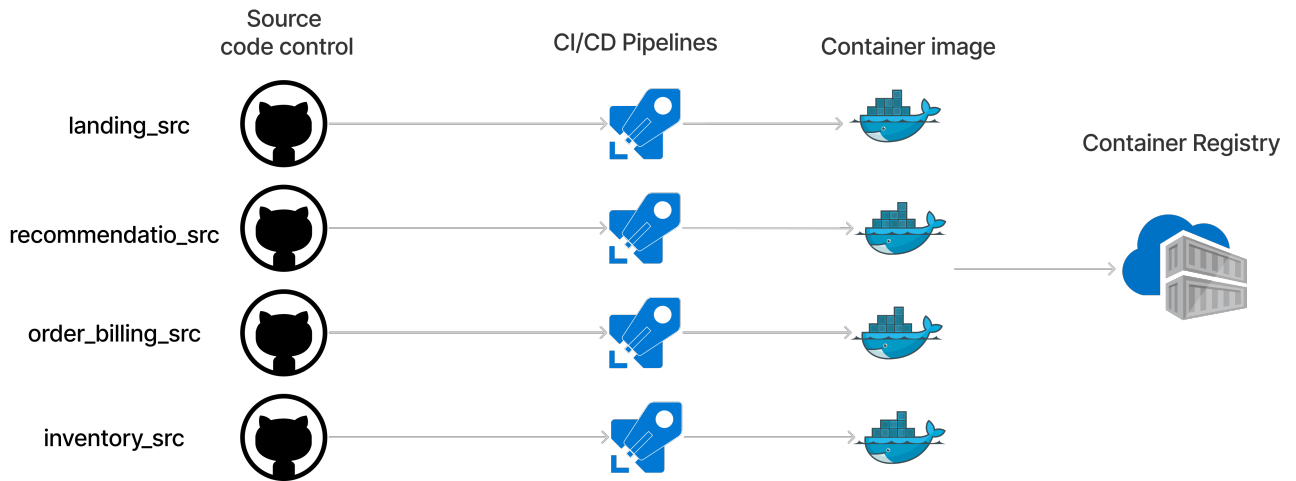 Source
code control
CI/CD Pipelines
Container image
landing_src
Container Registry
recommendatio_src
order_billing_src
inventory_src